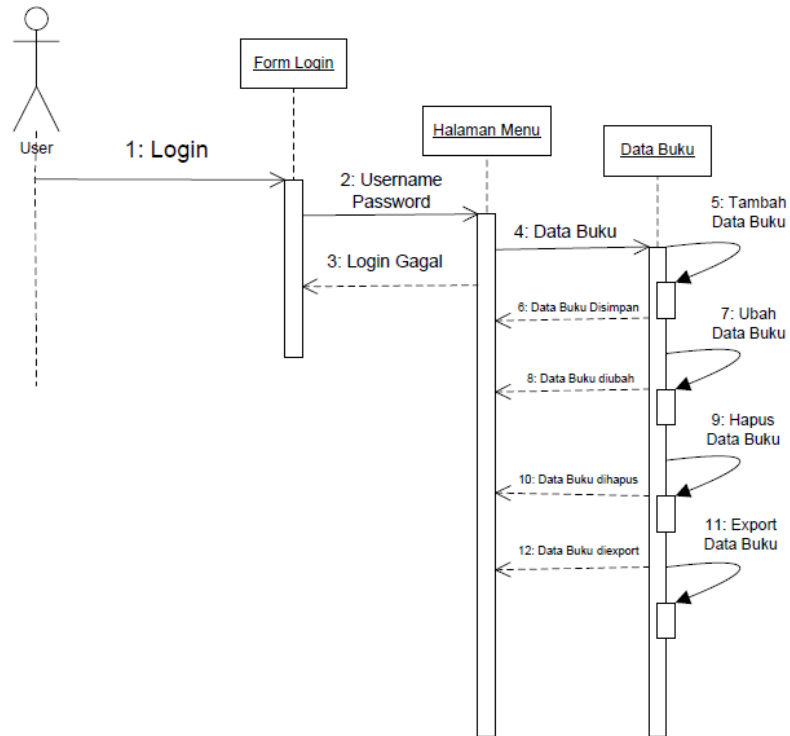 User
Form Login
Halaman Menu
Data Buku
1: Login
2: Username
Password
3: Login Gagal
4: Data Buku
5: Tambah
Data Buku
6: Data Buku Disimpan
7: Ubah
Data Buku
8: Data Buku diubah
9: Hapus
Data Buku
10: Data Buku dihapus
11: Export
Data Buku
12: Data Buku diexport